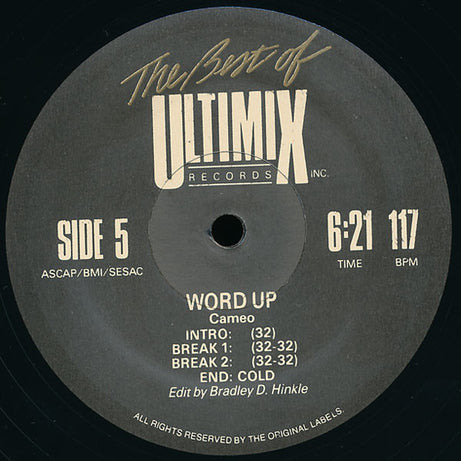 The Best of
ULTIMIX
RECORDS INC.
SIDE 5
ASCAP/BMI/SESAC
6:21 117
TIME BPM
WORD UP
Cameo
INTRO: (32)
BREAK 1: (32-32)
BREAK 2: (32-32)
END: COLD
Edit by Bradley D. Hinkle
ALL RIGHTS RESERVED BY THE ORIGINAL LABELS.